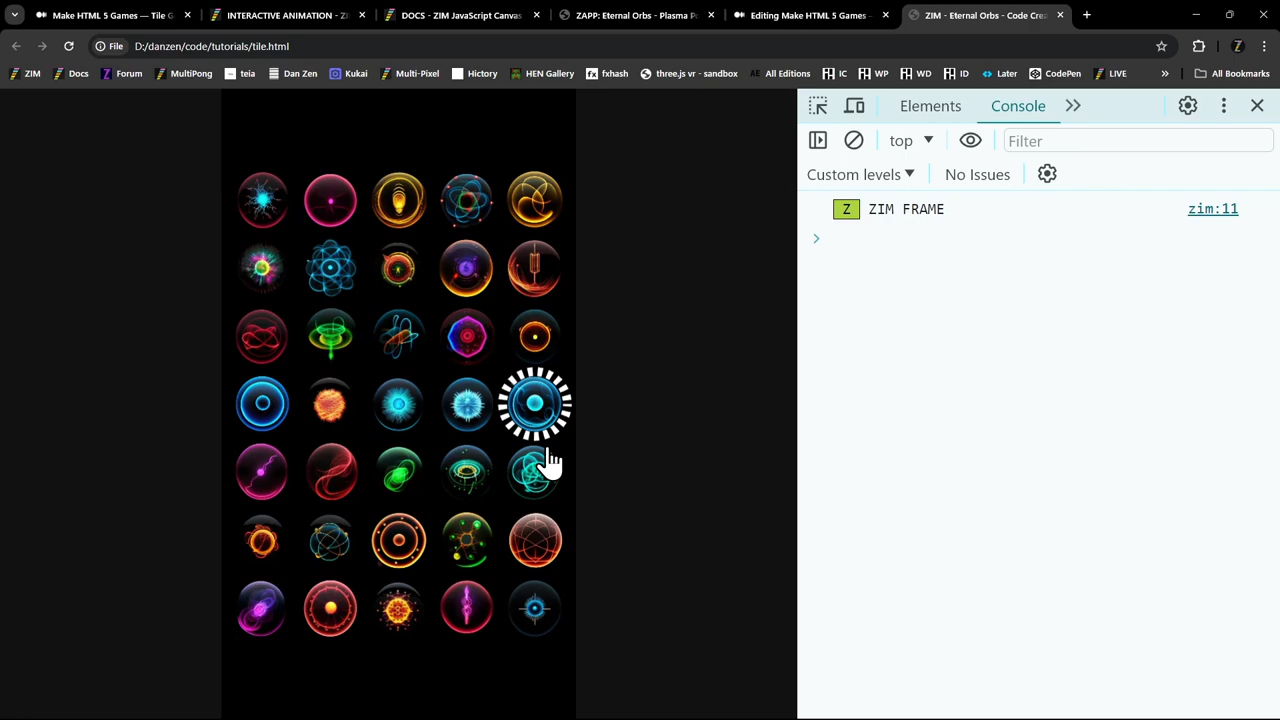 Make HTML 5 Games — Tile G
INTERACTIVE ANIMATION - Z
DOCS - ZIM JavaScript Canvas
ZAPP: Eternal Orbs - Plasma P
Editing Make HTML 5 Games –
ZIM - Eternal Orbs - Code Crea
File D:/danzen/code/tutorials/tile.html
ZIM Docs Forum MultiPong teia Dan Zen Kukai Multi-Pixel Hictory HEN Gallery fx fxhash three.js vr - sandbox AE All Editions IC WP WD ID Later CodePen LIVE » All Bookmarks
Elements Console
top Filter
Custom levels No Issues
Z ZIM FRAME zim:11